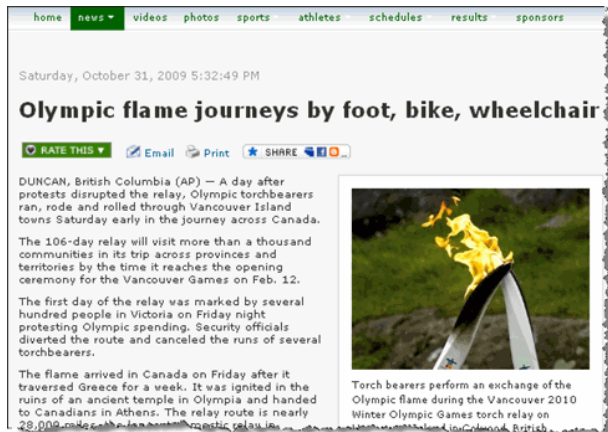 home news videos photos sports athletes schedules results sponsors
Saturday, October 31, 2009 5:32:49 PM
Olympic flame journeys by foot, bike, wheelchair
RATE THIS Email Print SHARE
DUNCAN, British Columbia (AP) — A day after
protests disrupted the relay, Olympic torchbearers
ran, rode and rolled through Vancouver Island
towns Saturday early in the journey across Canada.
The 106-day relay will visit more than a thousand
communities in its trip across provinces and
territories by the time it reaches the opening
ceremony for the Vancouver Games on Feb. 12.
The first day of the relay was marked by several
hundred people in Victoria on Friday night
protesting Olympic spending. Security officials
diverted the route and canceled the runs of several
torchbearers.
The flame arrived in Canada on Friday after it
traversed Greece for a week. It was ignited in the
ruins of an ancient temple in Olympia and handed
to Canadians in Athens. The relay route is nearly
28,000 miles, the
Torch bearers perform an exchange of the
Olympic flame during the Vancouver 2010
Winter Olympic Games torch relay on
in Colwood, British